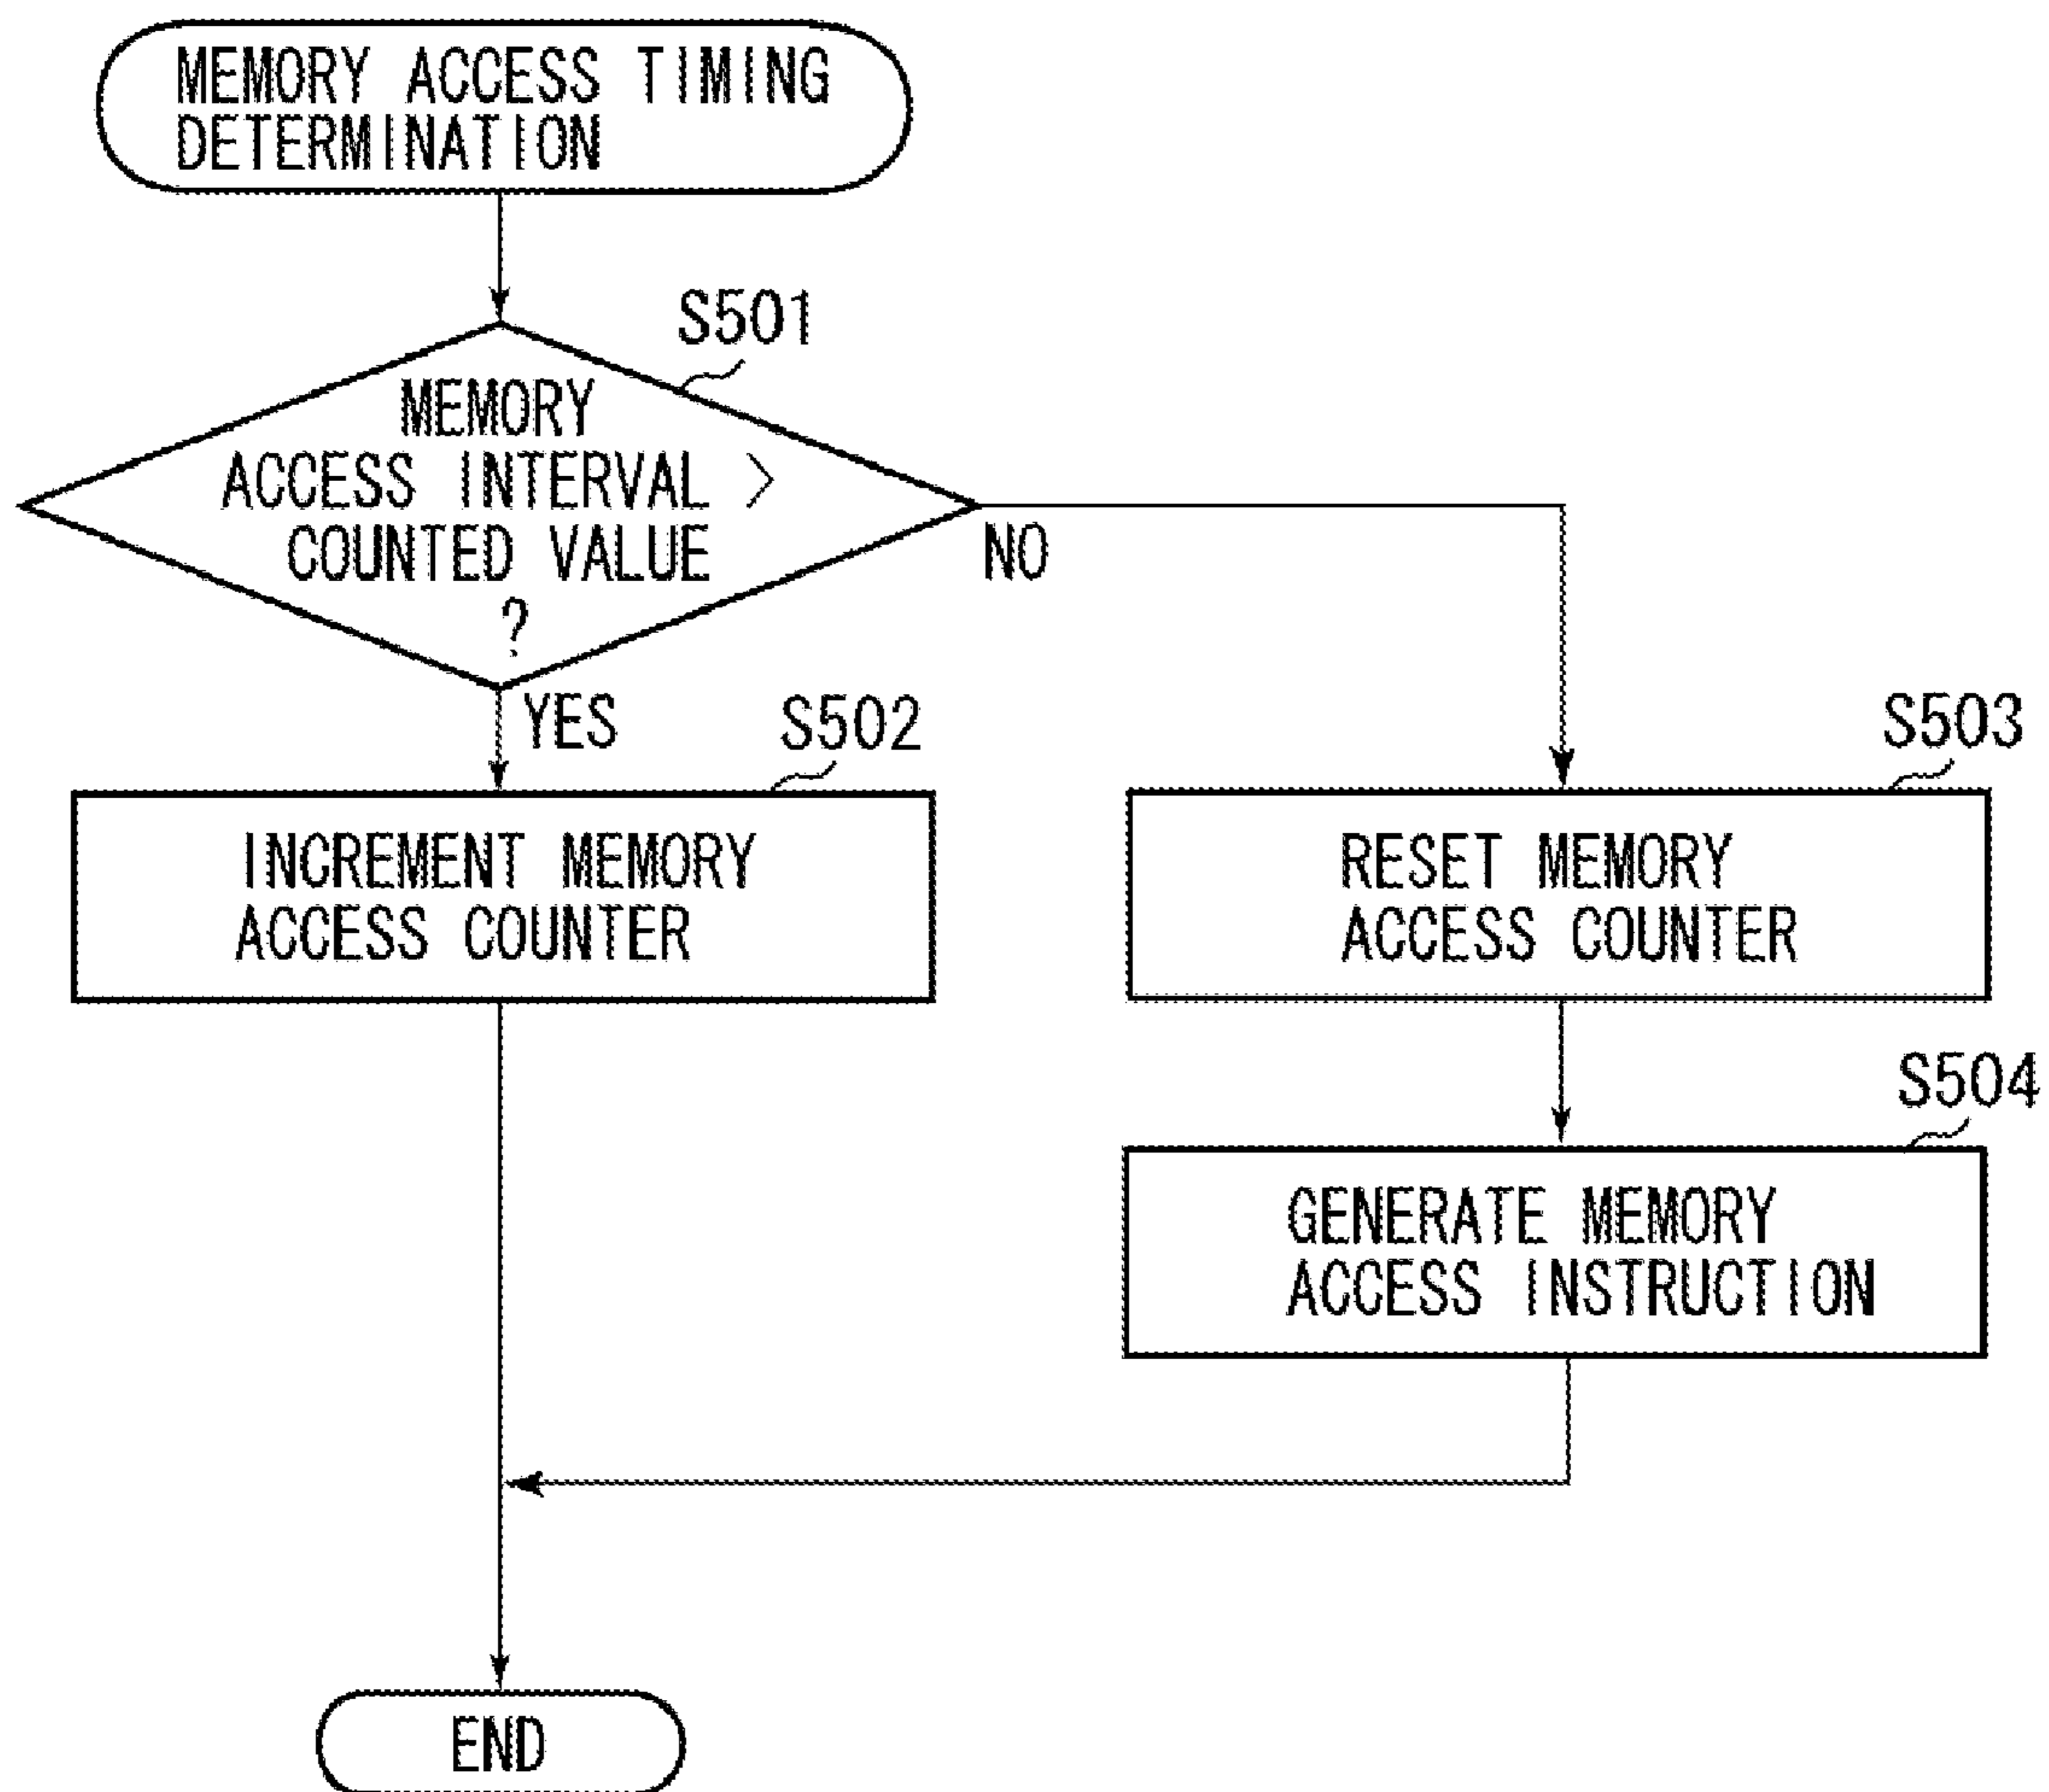 MEMORY ACCESS TIMING
DETERMINATION
S501
MEMORY
ACCESS INTERVAL >
COUNTED VALUE
?
NO
YES
S502
INCREMENT MEMORY
ACCESS COUNTER
S503
RESET MEMORY
ACCESS COUNTER
S504
GENERATE MEMORY
ACCESS INSTRUCTION
END